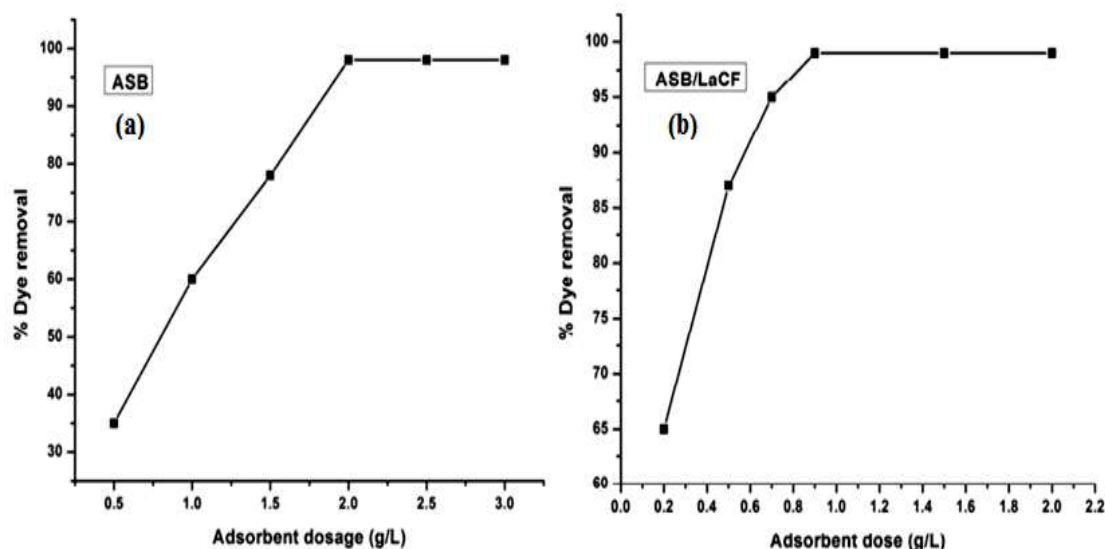 ASB
(a)
% Dye removal
100
90
80
70
60
50
40
30
0.5 1.0 1.5 2.0 2.5 3.0
Adsorbent dosage (g/L)
ASB/LaCF
(b)
% Dye removal
100
95
90
85
80
75
70
65
60
0.0 0.2 0.4 0.6 0.8 1.0 1.2 1.4 1.6 1.8 2.0 2.2
Adsorbent dose (g/L)